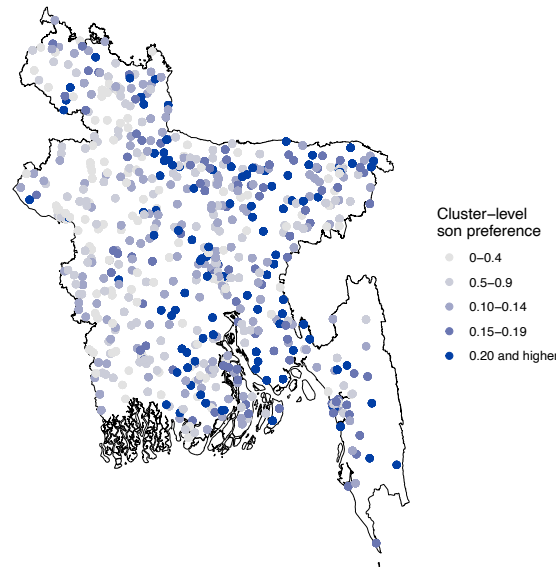 Cluster−level
son preference
0−0.4
0.5−0.9
0.10−0.14
0.15−0.19
0.20 and higher